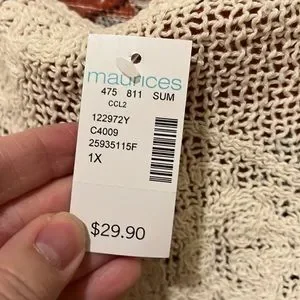 maurices
475 811 SUM
CCL2
122972Y
C4009
25935115F
1X
$29.90